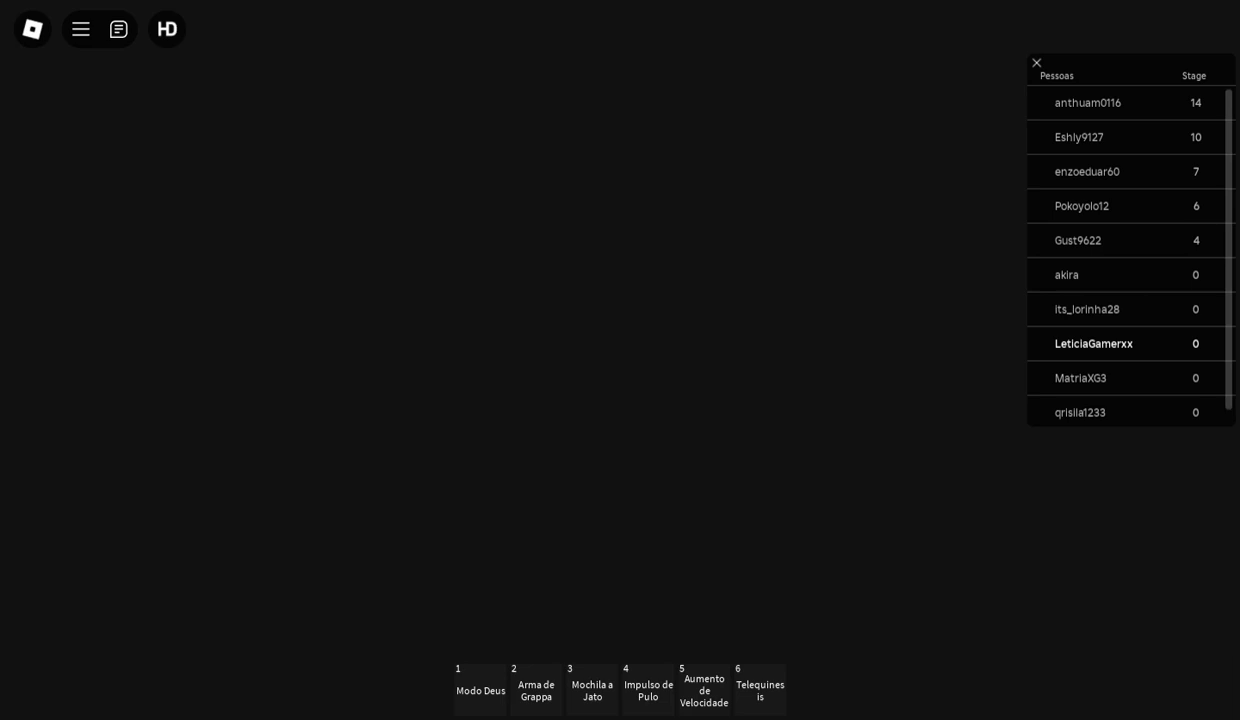 HD
Pessoas Stage
anthuam0116 14
Eshly9127 10
enzoeduar60 7
Pokoyolo12 6
Gust9622 4
akira 0
its_lorinha28 0
LeticiaGamerxx 0
MatriaXG3 0
qrisila1233 0
1
Modo Deus
2
Arma de
Grappa
3
Mochila a
Jato
4
Impulso de
Pulo
5
Aumento
de
Velocidade
6
Telequines
is